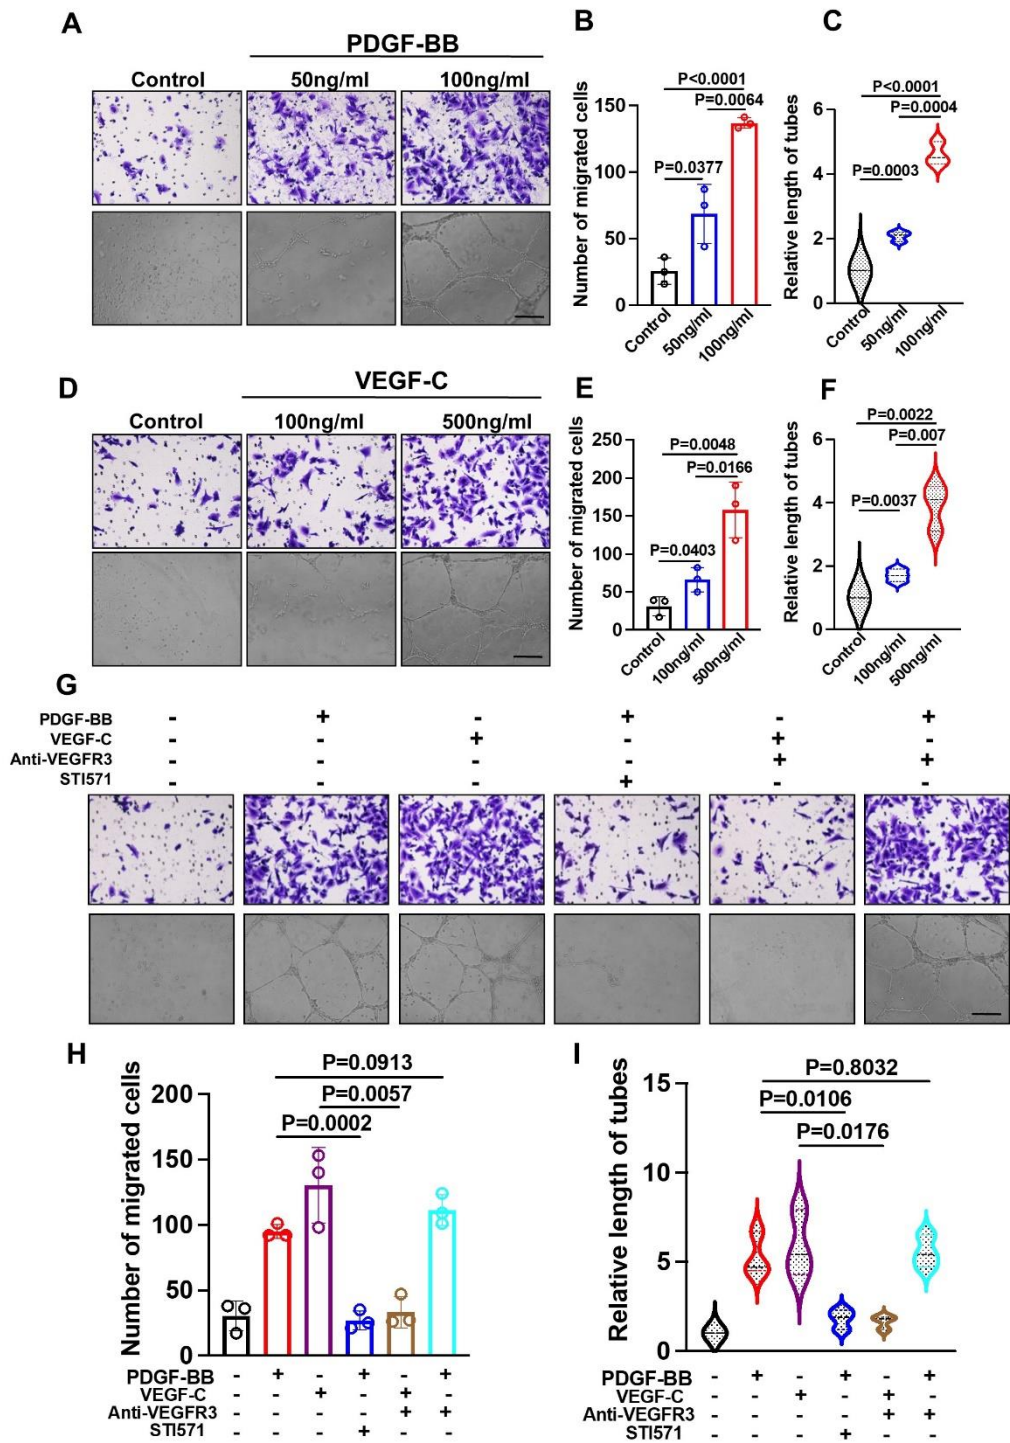 A
PDGF-BB
Control 50ng/ml 100ng/ml
B
P<0.0001
P=0.0064
P=0.0377
Number of migrated cells
150
100
50
0
Control 50ng/ml 100ng/ml
C
P<0.0001
P=0.0004
P=0.0003
Relative length of tubes
6
4
2
0
Control 50ng/ml 100ng/ml
D
VEGF-C
Control 100ng/ml 500ng/ml
E
P=0.0048
P=0.0166
P=0.0403
Number of migrated cells
250
200
150
100
50
0
Control 100ng/ml 500ng/ml
F
P=0.0022
P=0.007
P=0.0037
Relative length of tubes
6
4
2
0
Control 100ng/ml 500ng/ml
G
PDGF-BB - + - + - +
VEGF-C - - + - + -
Anti-VEGFR3 - - - - + +
STI571 - - - + - -
H
P=0.0913
P=0.0057
P=0.0002
Number of migrated cells
200
150
100
50
0
PDGF-BB - + - + - +
VEGF-C - - + - + -
Anti-VEGFR3 - - - - + +
STI571 - - - + - -
I
P=0.8032
P=0.0106
P=0.0176
Relative length of tubes
15
10
5
0
PDGF-BB - + - + - +
VEGF-C - - + - + -
Anti-VEGFR3 - - - - + +
STI571 - - - + - -